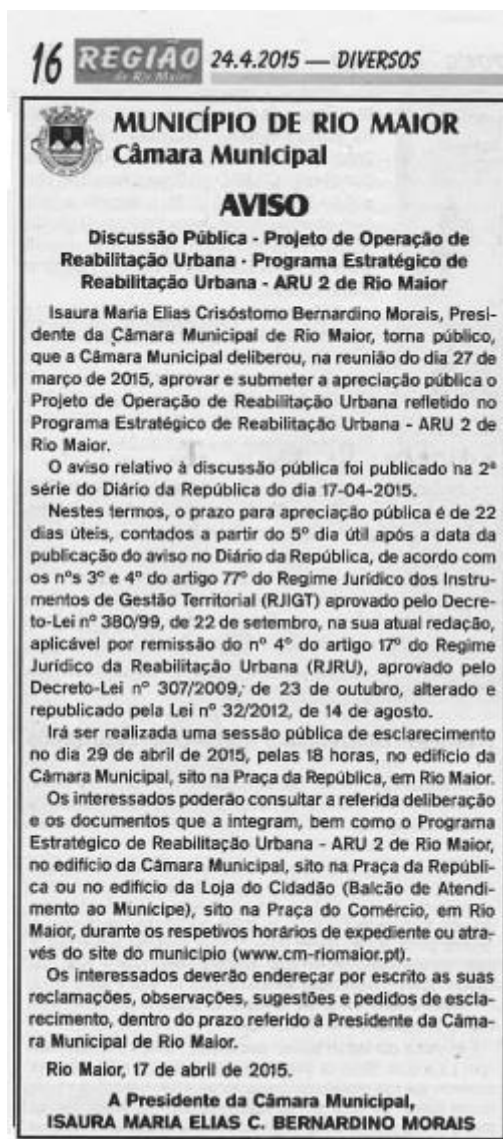 16 REGIÃO de Rio Maior 24.4.2015 — DIVERSOS
MUNICÍPIO DE RIO MAIOR
Câmara Municipal
AVISO
Discussão Pública - Projeto de Operação de
Reabilitação Urbana - Programa Estratégico de
Reabilitação Urbana - ARU 2 de Rio Maior
Isaura Maria Elias Crisóstomo Bernardino Morais, Presi-
dente da Câmara Municipal de Rio Maior, torna público,
que a Câmara Municipal deliberou, na reunião do dia 27 de
março de 2015, aprovar e submeter a apreciação pública o
Projeto de Operação de Reabilitação Urbana refletido no
Programa Estratégico de Reabilitação Urbana - ARU 2 de
Rio Maior.
O aviso relativo à discussão pública foi publicado na 2ª
série do Diário da República do dia 17-04-2015.
Nestes termos, o prazo para apreciação pública é de 22
dias úteis, contados a partir do 5º dia útil após a data da
publicação do aviso no Diário da República, de acordo com
os nºs 3º e 4º do artigo 77º do Regime Jurídico dos Instru-
mentos de Gestão Territorial (RJIGT) aprovado pelo Decre-
to-Lei nº 380/99, de 22 de setembro, na sua atual redação,
aplicável por remissão do nº 4º do artigo 17º do Regime
Jurídico da Reabilitação Urbana (RJRU), aprovado pelo
Decreto-Lei nº 307/2009, de 23 de outubro, alterado e
republicado pela Lei nº 32/2012, de 14 de agosto.
Irá ser realizada uma sessão pública de esclarecimento
no dia 29 de abril de 2015, pelas 18 horas, no edifício da
Câmara Municipal, sito na Praça da República, em Rio Maior.
Os interessados poderão consultar a referida deliberação
e os documentos que a integram, bem como o Programa
Estratégico de Reabilitação Urbana - ARU 2 de Rio Maior,
no edifício da Câmara Municipal, sito na Praça da Repúbli-
ca ou no edifício da Loja do Cidadão (Balcão de Atendi-
mento ao Munícipe), sito na Praça do Comércio, em Rio
Maior, durante os respetivos horários de expediente ou atra-
vés do site do município (www.cm-riomaior.pt).
Os interessados deverão endereçar por escrito as suas
reclamações, observações, sugestões e pedidos de escla-
recimento, dentro do prazo referido à Presidente da Câma-
ra Municipal de Rio Maior.
Rio Maior, 17 de abril de 2015.
A Presidente da Câmara Municipal,
ISAURA MARIA ELIAS C. BERNARDINO MORAIS